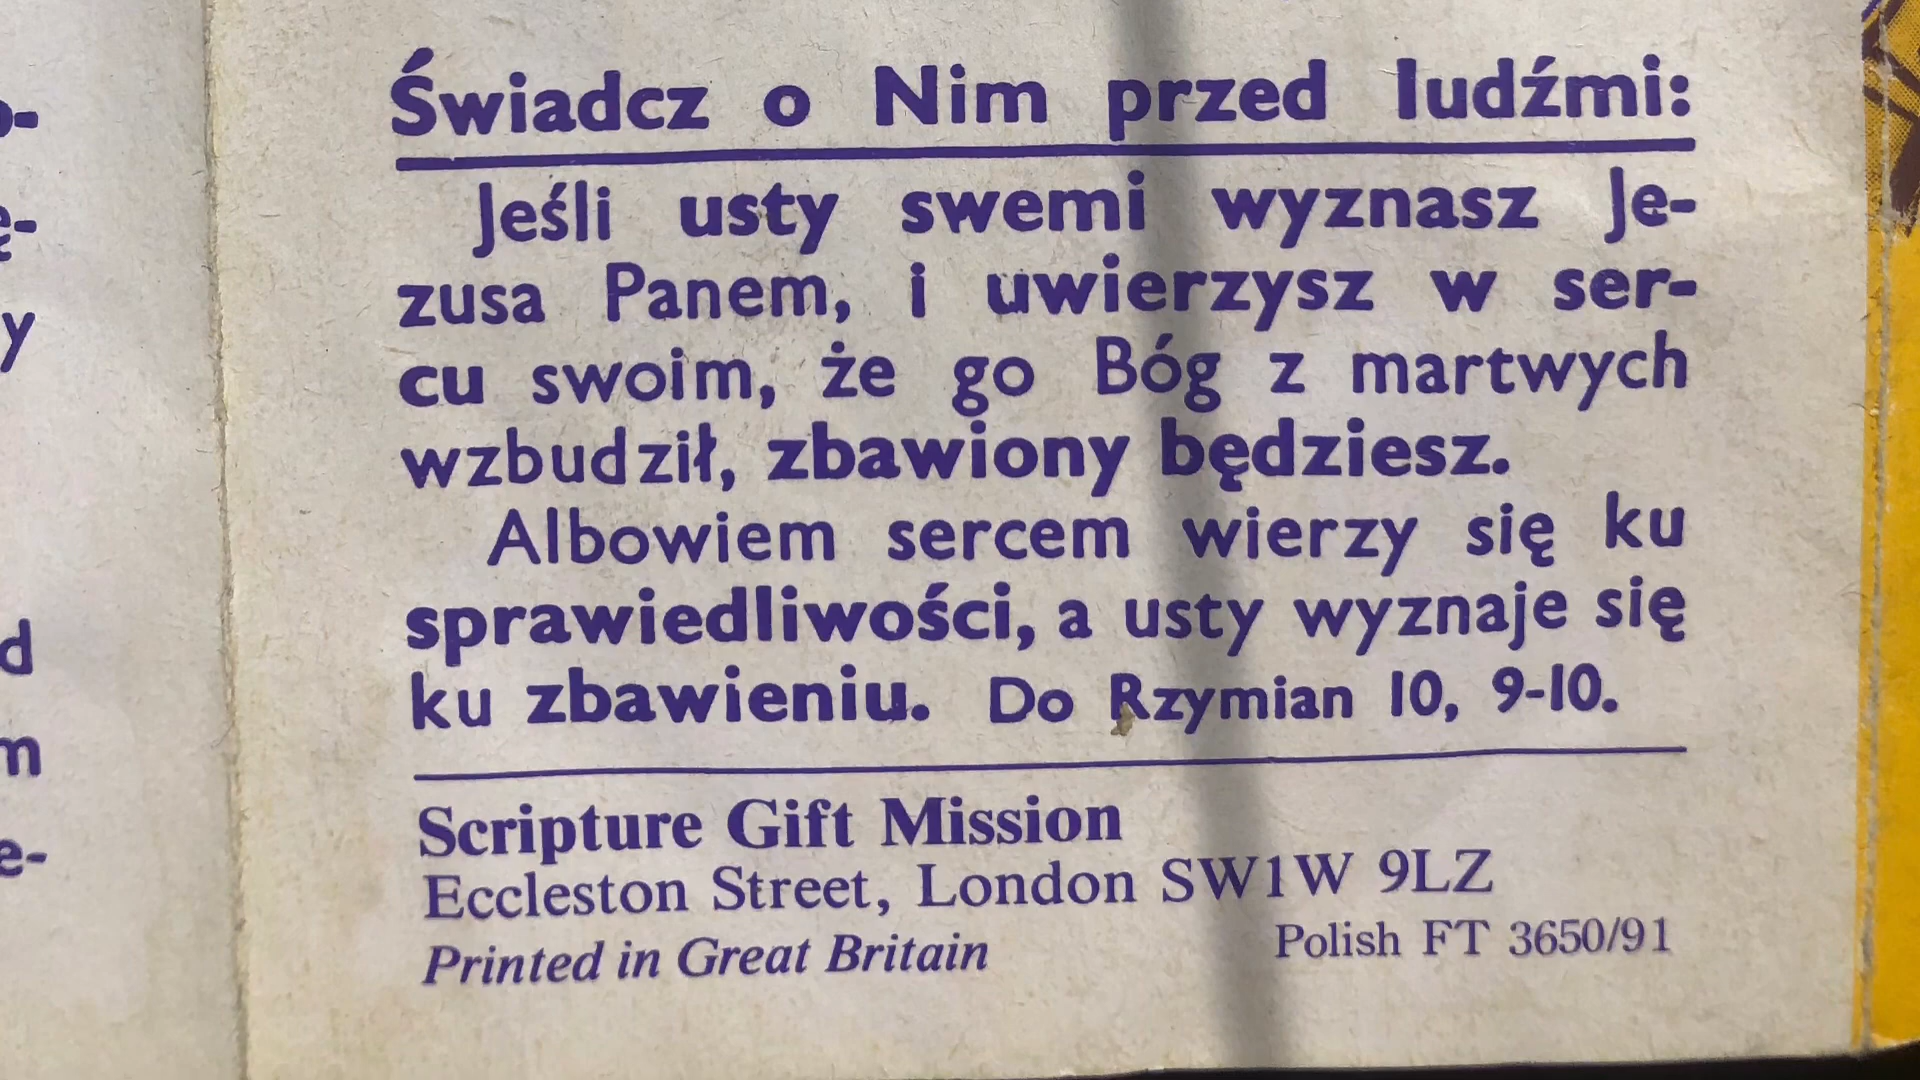 Świadcz o Nim przed ludźmi:
Jeśli usty swemi wyznasz Je-
zusa Panem, i uwierzysz w ser-
cu swoim, że go Bóg z martwych
wzbudził, zbawiony będziesz.
Albowiem sercem wierzy się ku
sprawiedliwości, a usty wyznaje się
ku zbawieniu. Do Rzymian 10, 9-10.
Scripture Gift Mission
Eccleston Street, London SW1W 9LZ
Printed in Great Britain Polish FT 3650/91